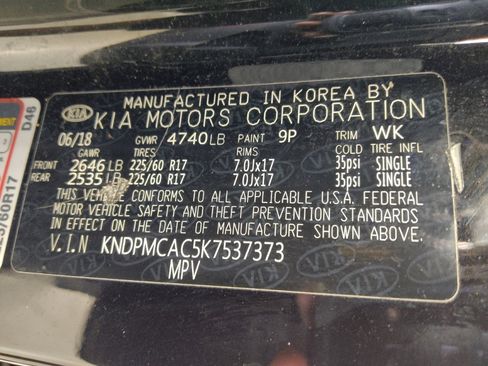 MANUFACTURED IN KOREA BY
KIA KIA MOTORS CORPORATION
06/18 GVWR 4740LB PAINT 9P TRIM WK
GAWR TIRES RIMS COLD TIRE INFL
FRONT 2646LB 225/60 R17 7.0Jx17 35psi SINGLE
REAR 2535LB 225/60 R17 7.0Jx17 35psi SINGLE
THIS VEHICLE CONFORMS TO ALL APPLICABLE U.S.A. FEDERAL
MOTOR VEHICLE SAFETY AND THEFT PREVENTION STANDARDS
IN EFFECT ON THE DATE OF MANUFACTURE SHOWN ABOVE.
V.I.N KNDPMCAC5K7537373
MPV
D46